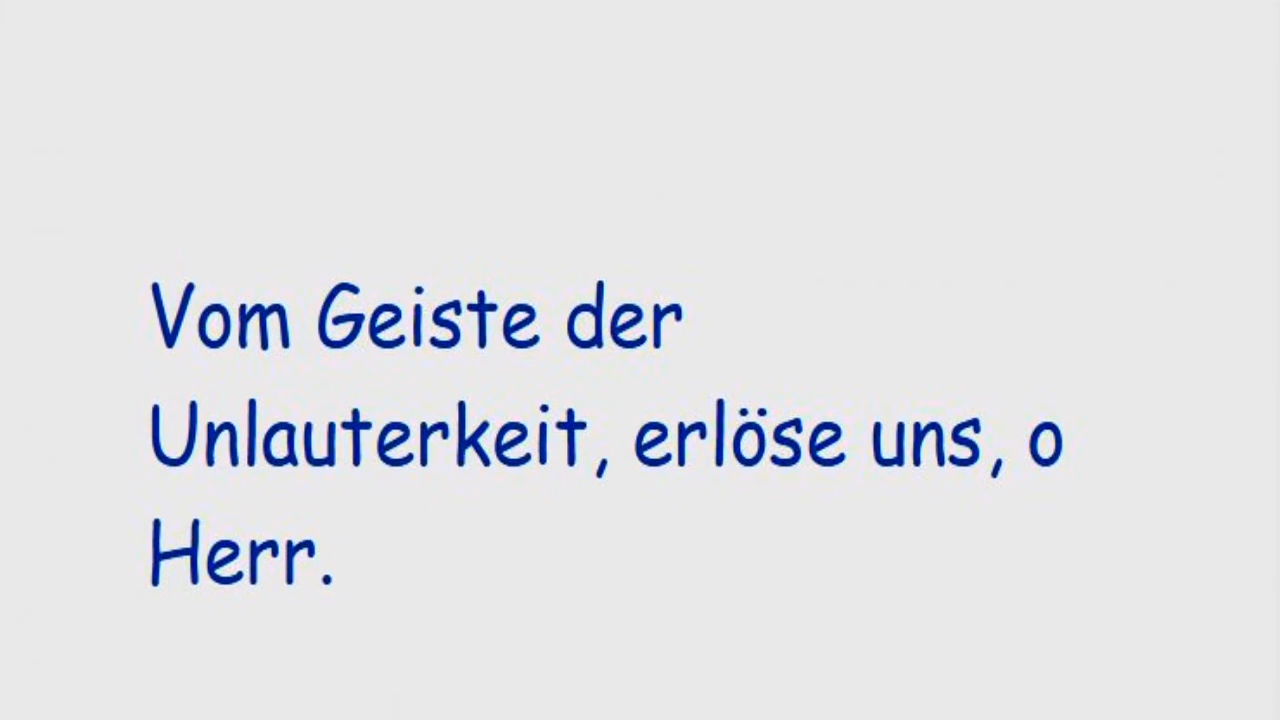 Vom Geiste der
Unlauterkeit, erlöse uns, o
Herr.